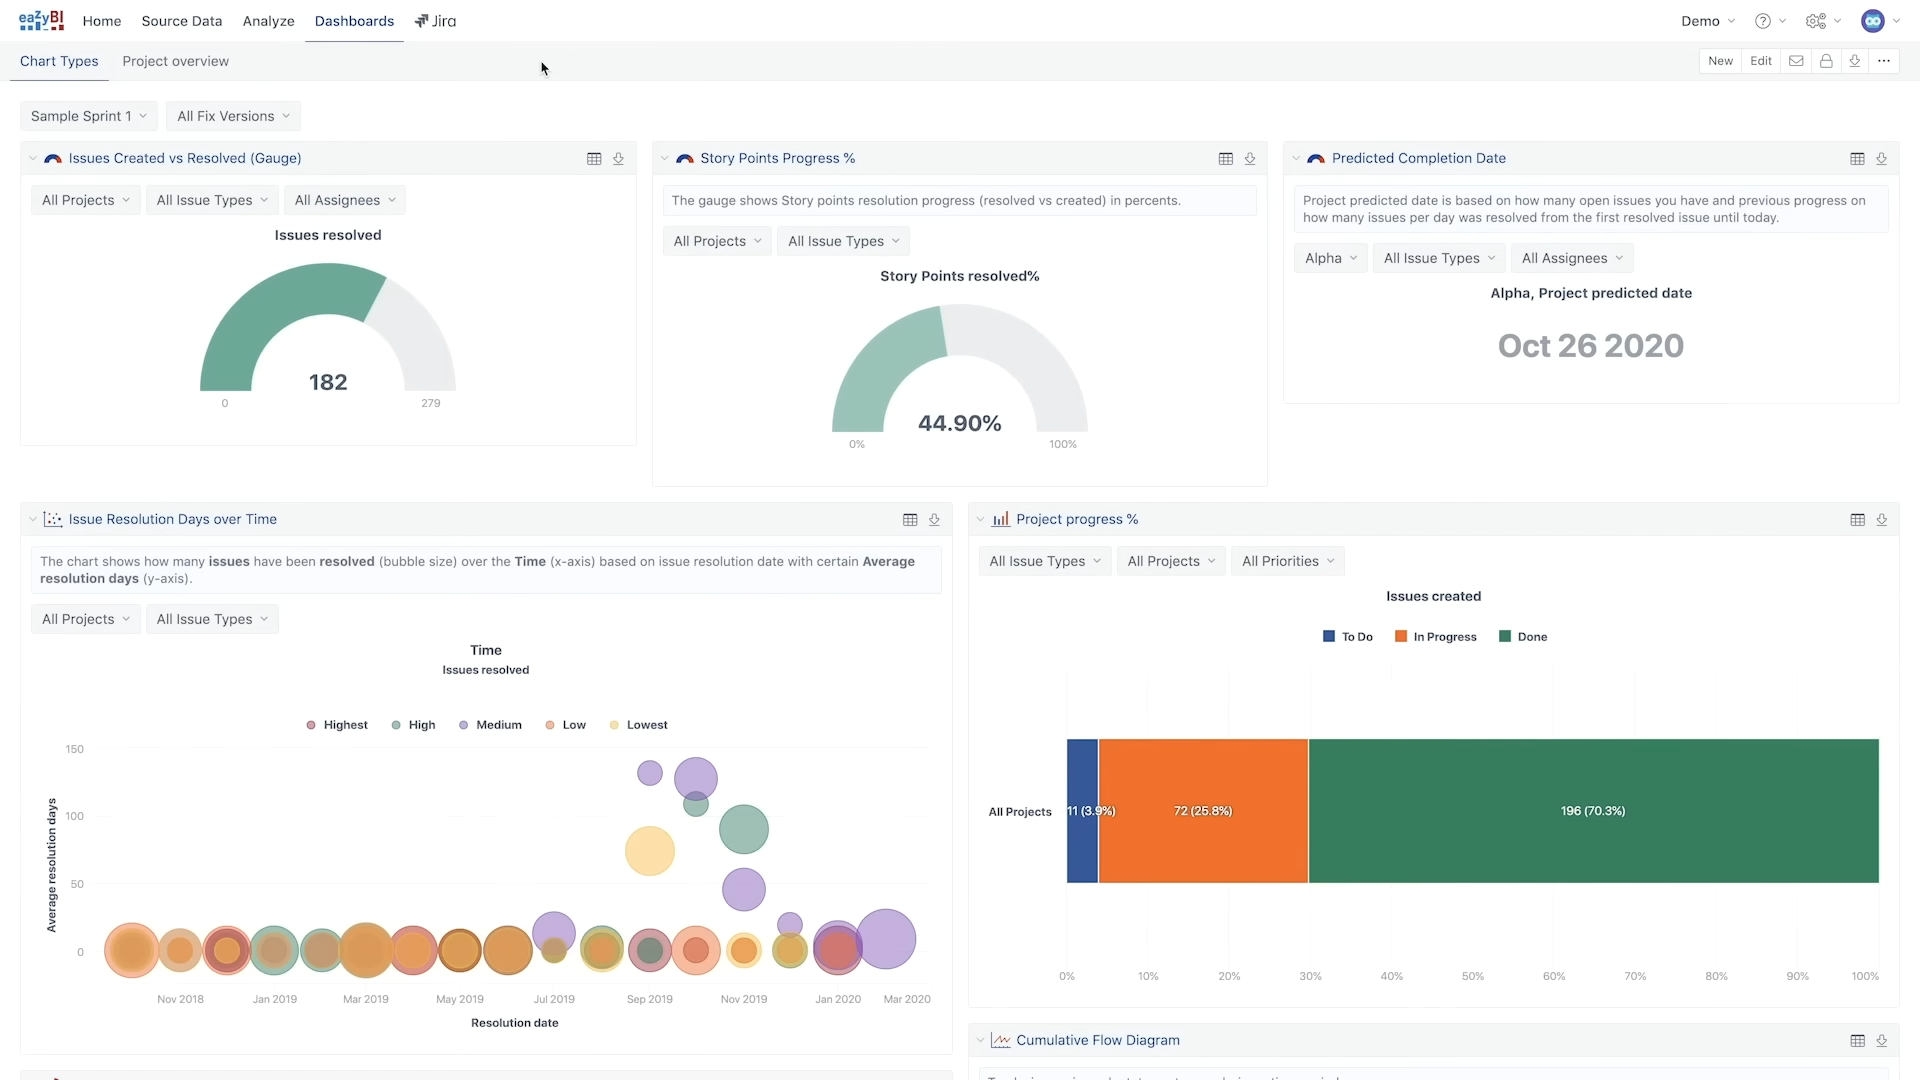 eazyBI Home Source Data Analyze Dashboards Jira Demo
Chart Types Project overview New Edit
Sample Sprint 1 All Fix Versions
Issues Created vs Resolved (Gauge)
All Projects All Issue Types All Assignees
Issues resolved
182
0 279
Story Points Progress %
The gauge shows Story points resolution progress (resolved vs created) in percents.
All Projects All Issue Types
Story Points resolved%
44.90%
0% 100%
Predicted Completion Date
Project predicted date is based on how many open issues you have and previous progress on
how many issues per day was resolved from the first resolved issue until today.
Alpha All Issue Types All Assignees
Alpha, Project predicted date
Oct 26 2020
Issue Resolution Days over Time
The chart shows how many issues have been resolved (bubble size) over the Time (x-axis) based on issue resolution date with certain Average
resolution days (y-axis).
All Projects All Issue Types
Time
Issues resolved
Highest High Medium Low Lowest
Average resolution days
150
100
50
0
Nov 2018 Jan 2019 Mar 2019 May 2019 Jul 2019 Sep 2019 Nov 2019 Jan 2020 Mar 2020
Resolution date
Project progress %
All Issue Types All Projects All Priorities
Issues created
To Do In Progress Done
All Projects 11 (3.9%) 72 (25.8%) 196 (70.3%)
0% 10% 20% 30% 40% 50% 60% 70% 80% 90% 100%
Cumulative Flow Diagram